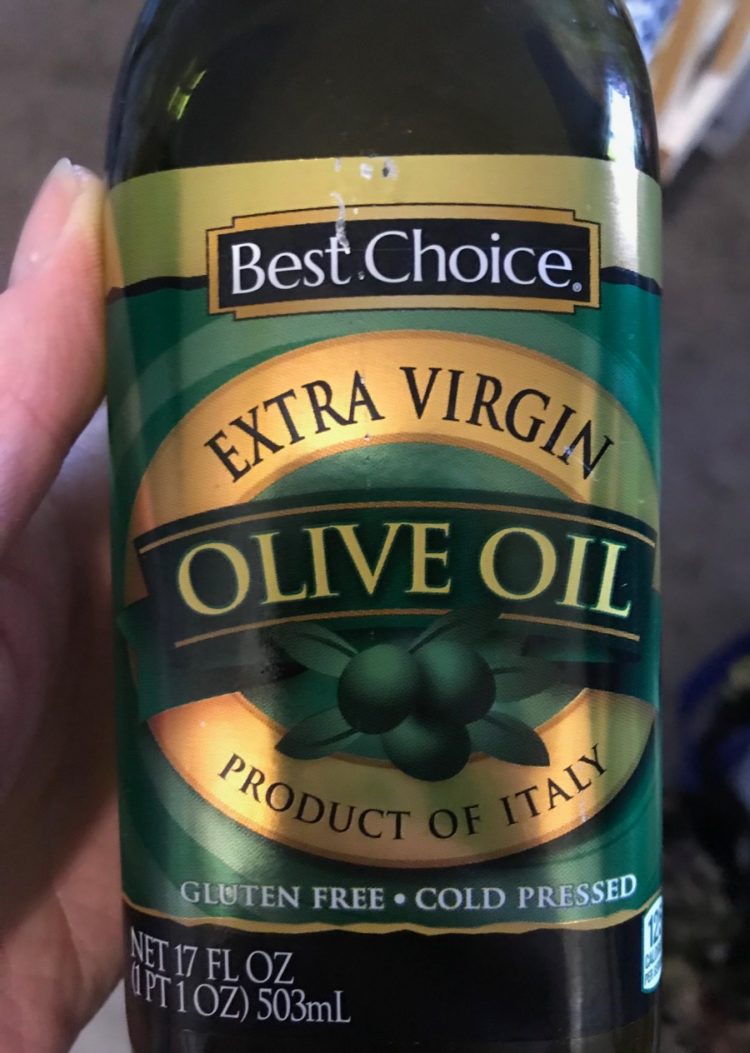 Best Choice®
EXTRA VIRGIN
OLIVE OIL
PRODUCT OF ITALY
GLUTEN FREE • COLD PRESSED
NET 17 FL OZ
(1 PT 1 OZ) 503mL